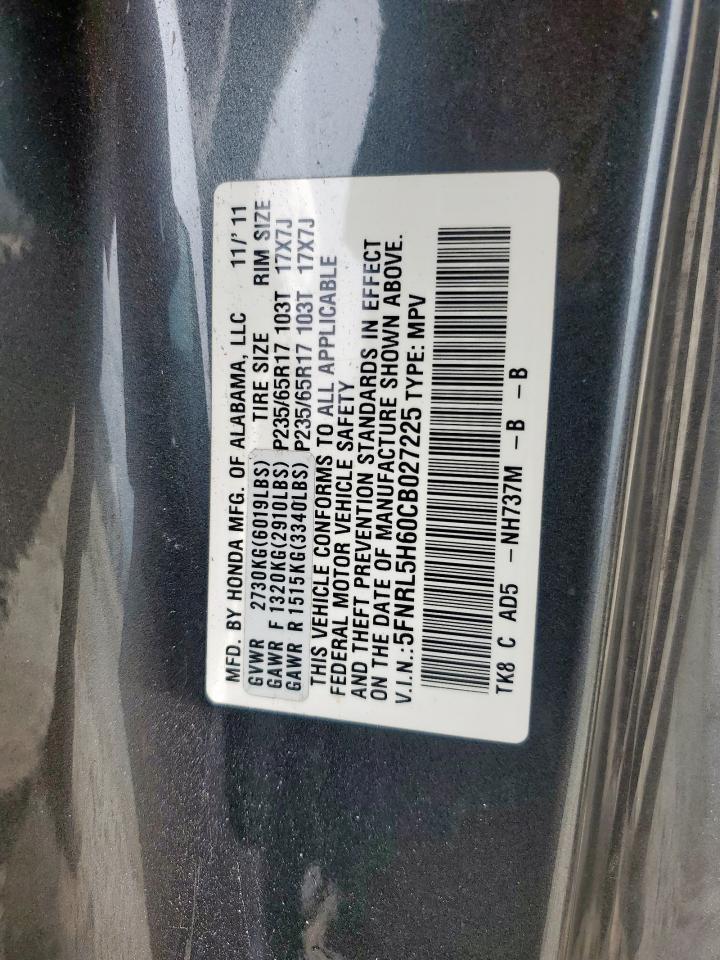 MFD. BY HONDA MFG. OF ALABAMA, LLC 11/' 11
GVWR 2730KG(6019LBS) TIRE SIZE RIM SIZE
GAWR F 1320KG(2910LBS) P235/65R17 103T 17X7J
GAWR R 1515KG(3340LBS) P235/65R17 103T 17X7J
THIS VEHICLE CONFORMS TO ALL APPLICABLE
FEDERAL MOTOR VEHICLE SAFETY
AND THEFT PREVENTION STANDARDS IN EFFECT
ON THE DATE OF MANUFACTURE SHOWN ABOVE.
V.I.N.:5FNRL5H60CB027225 TYPE: MPV
TK8 C AD5 -NH737M -B -B